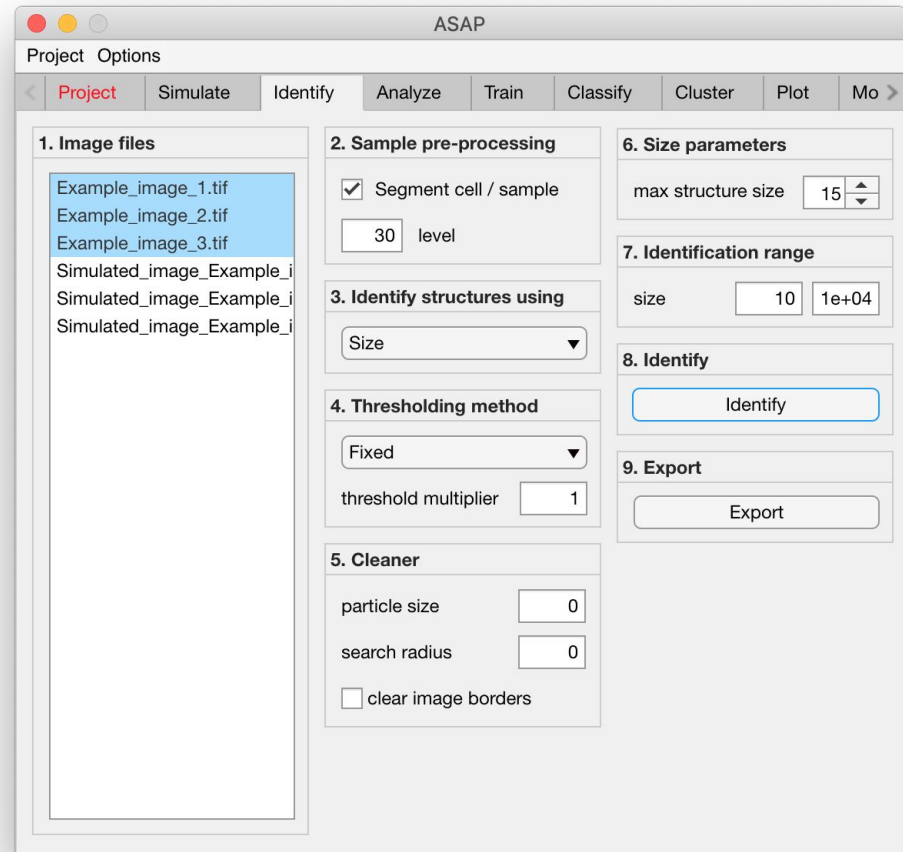 ASAP
Project Options
Project Simulate Identify Analyze Train Classify Cluster Plot Mo
1. Image files
Example_image_1.tif
Example_image_2.tif
Example_image_3.tif
Simulated_image_Example_i
Simulated_image_Example_i
Simulated_image_Example_i
2. Sample pre-processing
Segment cell / sample
30 level
3. Identify structures using
Size
4. Thresholding method
Fixed
threshold multiplier 1
5. Cleaner
particle size 0
search radius 0
clear image borders
6. Size parameters
max structure size 15
7. Identification range
size 10 1e+04
8. Identify
Identify
9. Export
Export